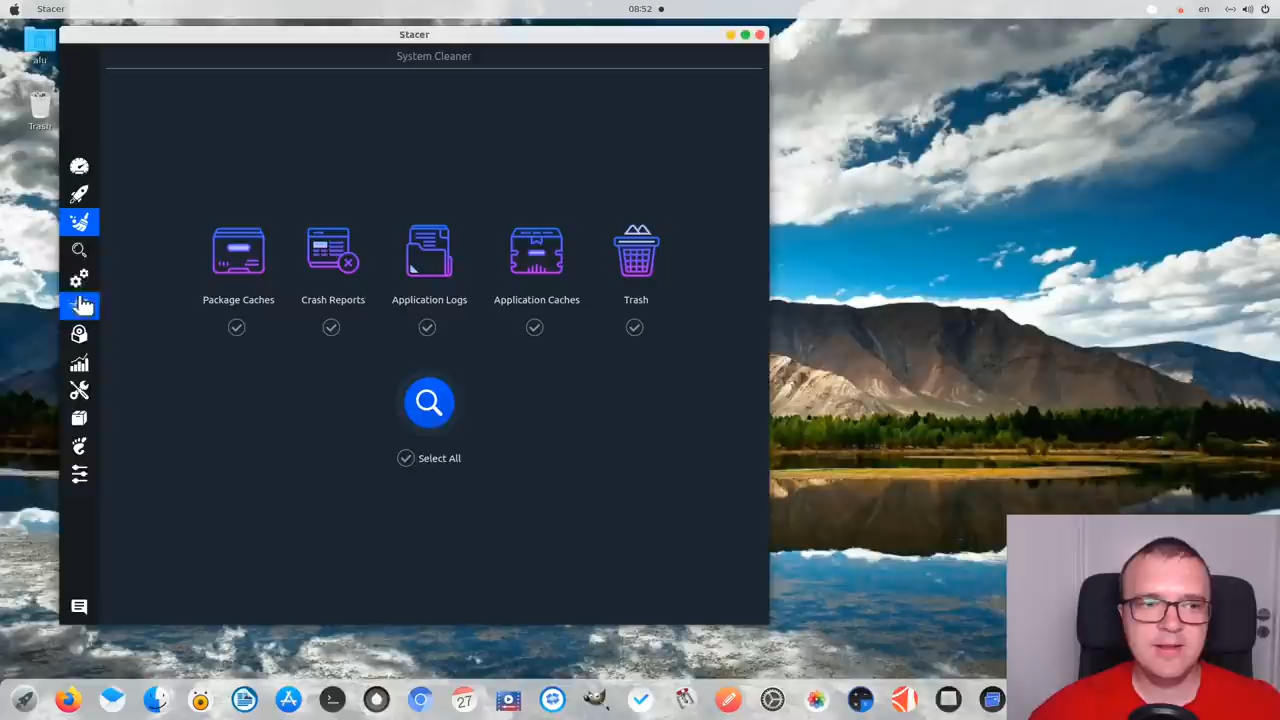 Stacer
08:52
en
Stacer
System Cleaner
alu
Trash
Package Caches
Crash Reports
Application Logs
Application Caches
Trash
Select All
27